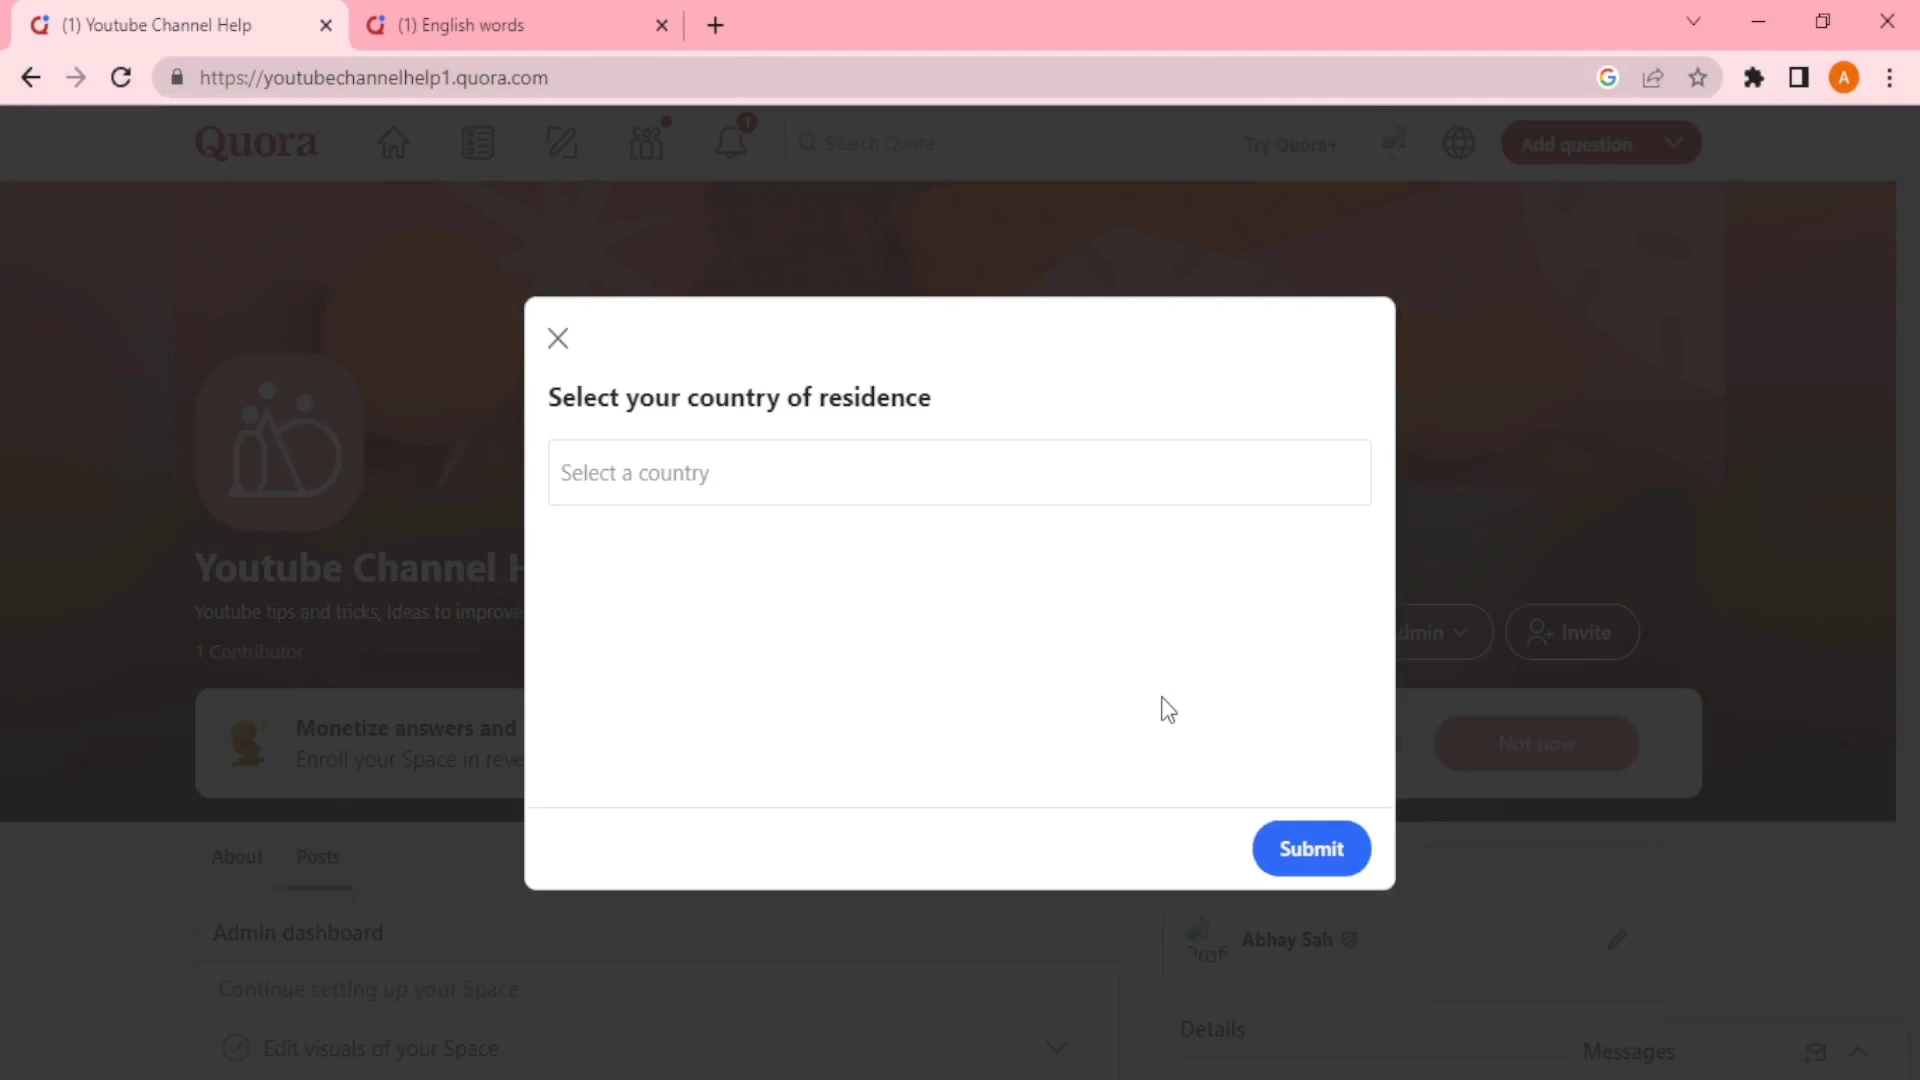 (1) Youtube Channel Help
(1) English words
https://youtubechannelhelp1.quora.com
A
Quora
1
Search Quora
Try Quora+
Add question
Select your country of residence
Select a country
Youtube Channel H
Youtube tips and tricks, Ideas to improve
1 Contributor
dmin
Invite
Monetize answers and
Enroll your Space in reve
Not now
Submit
About
Posts
Admin dashboard
Abhay Sah
Prof
Continue setting up your Space
Details
Edit visuals of your Space
Messages